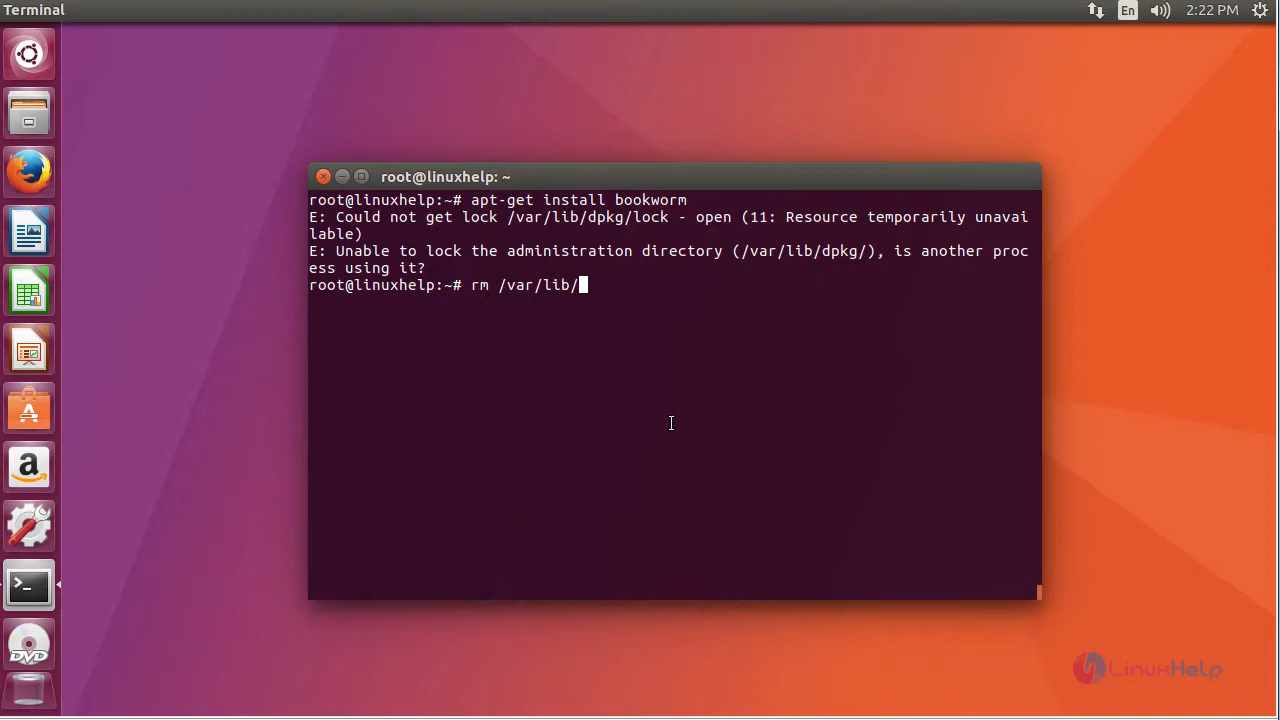 Terminal
En
2:22 PM
root@linuxhelp: ~
root@linuxhelp:~# apt-get install bookworm
E: Could not get lock /var/lib/dpkg/lock - open (11: Resource temporarily unavai
lable)
E: Unable to lock the administration directory (/var/lib/dpkg/), is another proc
ess using it?
root@linuxhelp:~# rm /var/lib/
>_
a
DVD
LinuxHelp